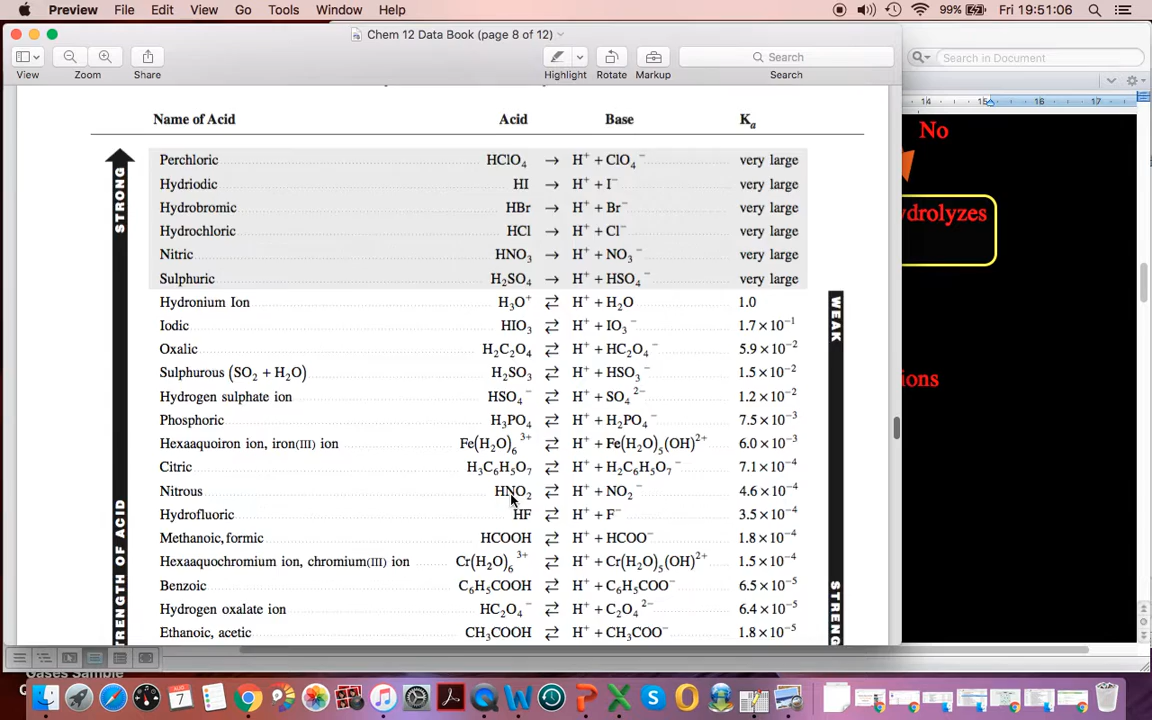 Preview File Edit View Go Tools Window Help 99% Fri 19:51:06
Chem 12 Data Book (page 8 of 12)
View Zoom Share Highlight Rotate Markup Search
Search
Search in Document
14 15 16 17
No
drolyzes
ions
Name of Acid Acid Base Ka
STRONG
Perchloric HClO4 → H+ + ClO4− very large
Hydriodic HI → H+ + I− very large
Hydrobromic HBr → H+ + Br− very large
Hydrochloric HCl → H+ + Cl− very large
Nitric HNO3 → H+ + NO3− very large
Sulphuric H2SO4 → H+ + HSO4− very large
WEAK
Hydronium Ion H3O+ ⇄ H+ + H2O 1.0
Iodic HIO3 ⇄ H+ + IO3− 1.7×10−1
Oxalic H2C2O4 ⇄ H+ + HC2O4− 5.9×10−2
Sulphurous (SO2 + H2O) H2SO3 ⇄ H+ + HSO3− 1.5×10−2
Hydrogen sulphate ion HSO4− ⇄ H+ + SO42− 1.2×10−2
Phosphoric H3PO4 ⇄ H+ + H2PO4− 7.5×10−3
Hexaaquoiron ion, iron(III) ion Fe(H2O)63+ ⇄ H+ + Fe(H2O)5(OH)2+ 6.0×10−3
Citric H3C6H5O7 ⇄ H+ + H2C6H5O7− 7.1×10−4
Nitrous HNO2 ⇄ H+ + NO2− 4.6×10−4
Hydrofluoric HF ⇄ H+ + F− 3.5×10−4
Methanoic, formic HCOOH ⇄ H+ + HCOO− 1.8×10−4
Hexaaquochromium ion, chromium(III) ion Cr(H2O)63+ ⇄ H+ + Cr(H2O)5(OH)2+ 1.5×10−4
Benzoic C6H5COOH ⇄ H+ + C6H5COO− 6.5×10−5
Hydrogen oxalate ion HC2O4− ⇄ H+ + C2O42− 6.4×10−5
Ethanoic, acetic CH3COOH ⇄ H+ + CH3COO− 1.8×10−5
TRENGTH OF ACID
STRENG
Gases Sample